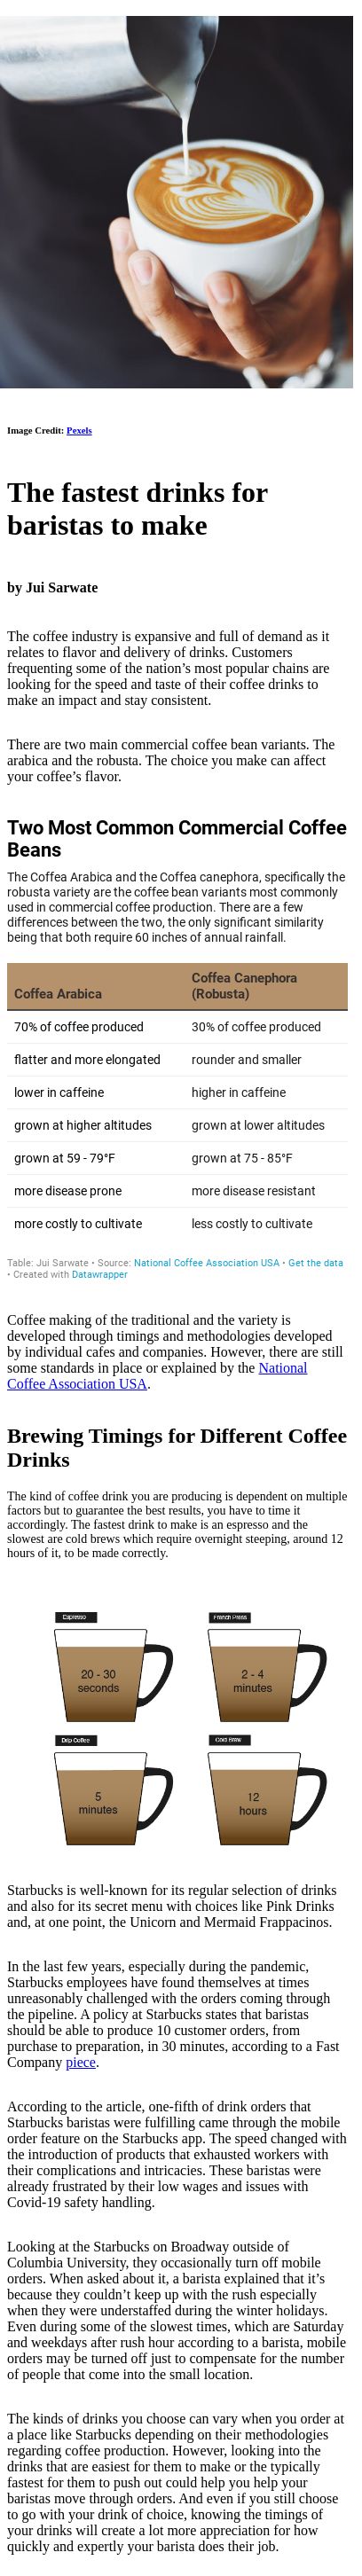 Image Credit: Pexels
The fastest drinks for
baristas to make
by Jui Sarwate
The coffee industry is expansive and full of demand as it
relates to flavor and delivery of drinks. Customers
frequenting some of the nation’s most popular chains are
looking for the speed and taste of their coffee drinks to
make an impact and stay consistent.
There are two main commercial coffee bean variants. The
arabica and the robusta. The choice you make can affect
your coffee’s flavor.
Two Most Common Commercial Coffee
Beans
The Coffea Arabica and the Coffea canephora, specifically the
robusta variety are the coffee bean variants most commonly
used in commercial coffee production. There are a few
differences between the two, the only significant similarity
being that both require 60 inches of annual rainfall.
Coffea Arabica
Coffea Canephora
(Robusta)
70% of coffee produced
30% of coffee produced
flatter and more elongated
rounder and smaller
lower in caffeine
higher in caffeine
grown at higher altitudes
grown at lower altitudes
grown at 59 - 79°F
grown at 75 - 85°F
more disease prone
more disease resistant
more costly to cultivate
less costly to cultivate
Table: Jui Sarwate • Source: National Coffee Association USA • Get the data
• Created with Datawrapper
Coffee making of the traditional and the variety is
developed through timings and methodologies developed
by individual cafes and companies. However, there are still
some standards in place or explained by the National
Coffee Association USA.
Brewing Timings for Different Coffee
Drinks
The kind of coffee drink you are producing is dependent on multiple
factors but to guarantee the best results, you have to time it
accordingly. The fastest drink to make is an espresso and the
slowest are cold brews which require overnight steeping, around 12
hours of it, to be made correctly.
Espresso
French Press
20 - 30
seconds
2 - 4
minutes
Drip Coffee
Cold Brew
5
minutes
12
hours
Starbucks is well-known for its regular selection of drinks
and also for its secret menu with choices like Pink Drinks
and, at one point, the Unicorn and Mermaid Frappacinos.
In the last few years, especially during the pandemic,
Starbucks employees have found themselves at times
unreasonably challenged with the orders coming through
the pipeline. A policy at Starbucks states that baristas
should be able to produce 10 customer orders, from
purchase to preparation, in 30 minutes, according to a Fast
Company piece.
According to the article, one-fifth of drink orders that
Starbucks baristas were fulfilling came through the mobile
order feature on the Starbucks app. The speed changed with
the introduction of products that exhausted workers with
their complications and intricacies. These baristas were
already frustrated by their low wages and issues with
Covid-19 safety handling.
Looking at the Starbucks on Broadway outside of
Columbia University, they occasionally turn off mobile
orders. When asked about it, a barista explained that it’s
because they couldn’t keep up with the rush especially
when they were understaffed during the winter holidays.
Even during some of the slowest times, which are Saturday
and weekdays after rush hour according to a barista, mobile
orders may be turned off just to compensate for the number
of people that come into the small location.
The kinds of drinks you choose can vary when you order at
a place like Starbucks depending on their methodologies
regarding coffee production. However, looking into the
drinks that are easiest for them to make or the typically
fastest for them to push out could help you help your
baristas move through orders. And even if you still choose
to go with your drink of choice, knowing the timings of
your drinks will create a lot more appreciation for how
quickly and expertly your barista does their job.